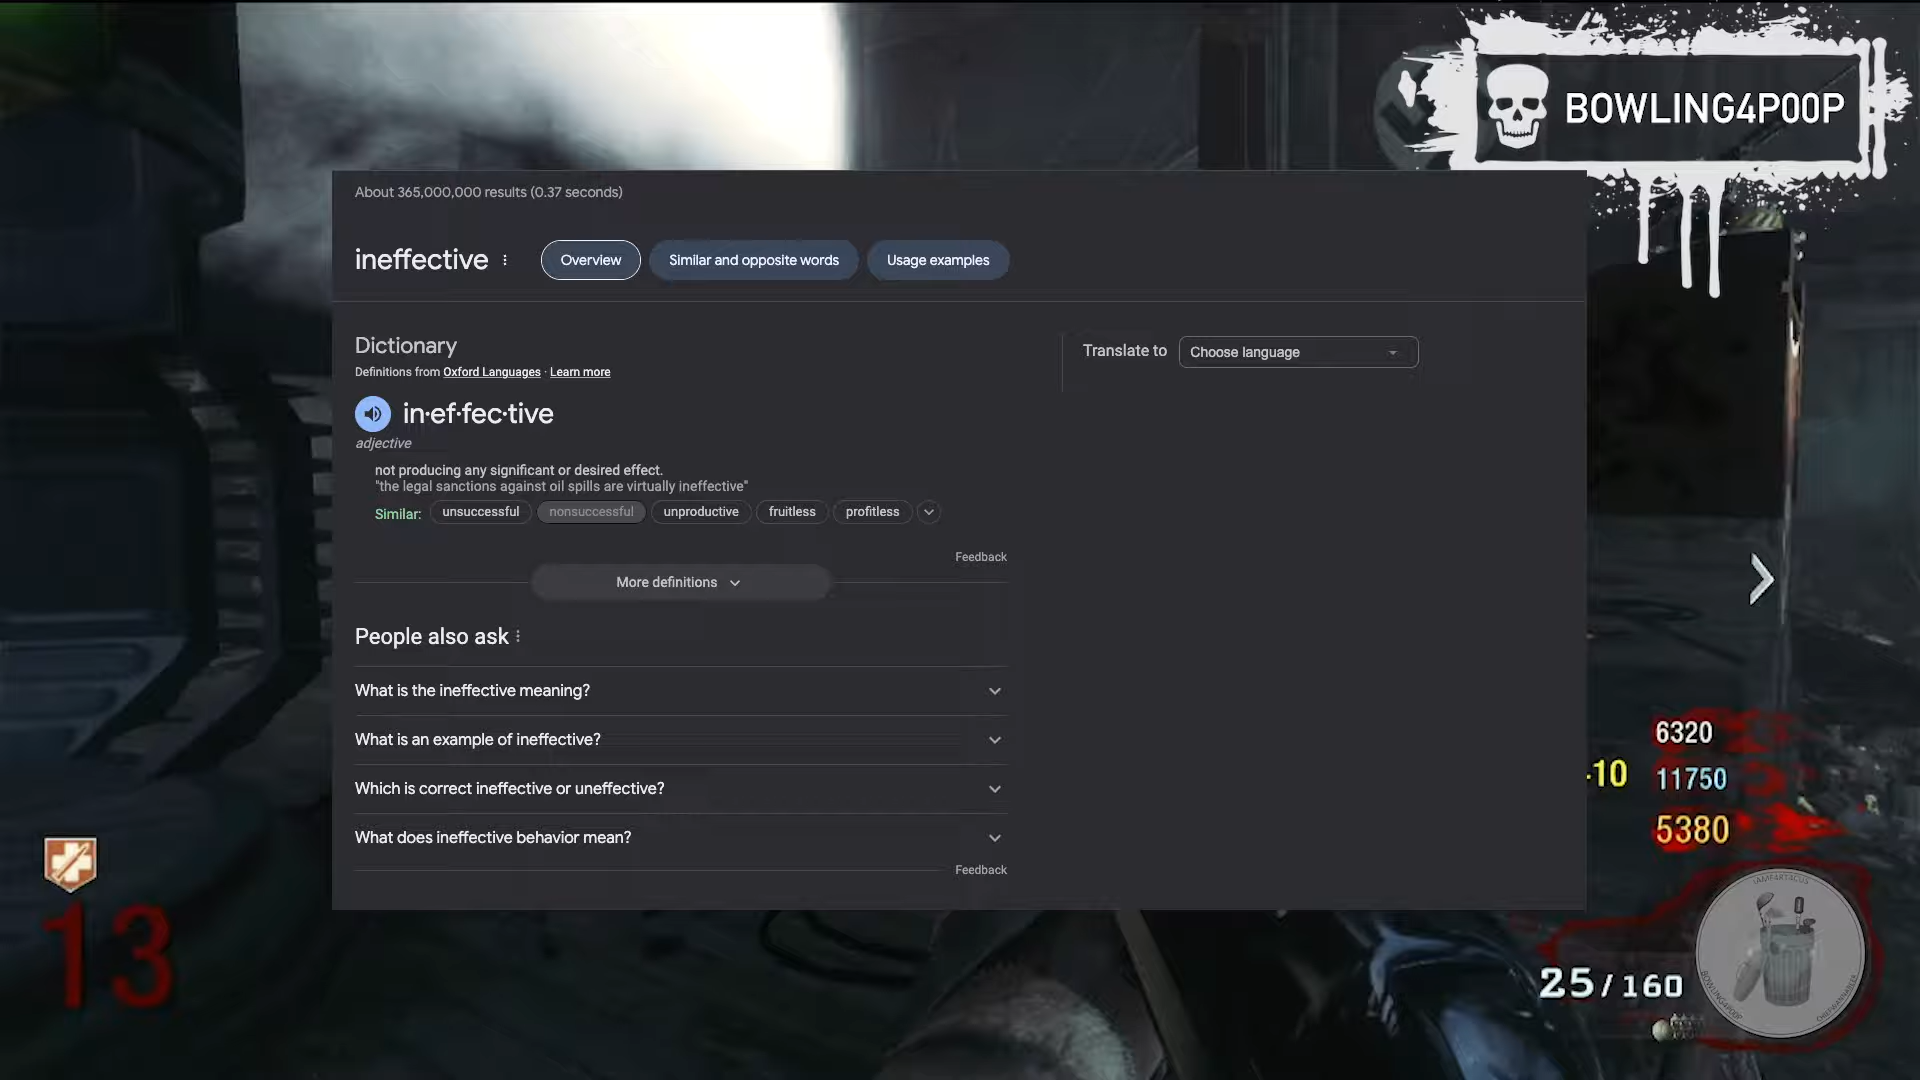 BOWLING4P00P
About 365,000,000 results (0.37 seconds)
ineffective
Overview
Similar and opposite words
Usage examples
Dictionary
Definitions from Oxford Languages · Learn more
Translate to
Choose language
in·ef·fec·tive
adjective
not producing any significant or desired effect.
"the legal sanctions against oil spills are virtually ineffective"
Similar:
unsuccessful
nonsuccessful
unproductive
fruitless
profitless
Feedback
More definitions
People also ask
What is the ineffective meaning?
What is an example of ineffective?
Which is correct ineffective or uneffective?
What does ineffective behavior mean?
Feedback
6320
-10
11750
5380
13
25/160
BOWLING4POOP